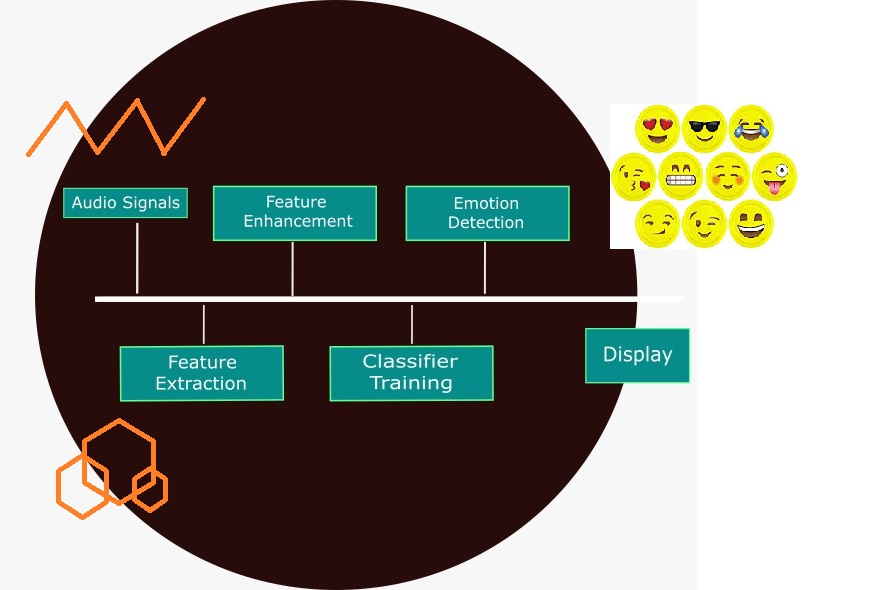 Audio Signals
Feature
Enhancement
Emotion
Detection
Feature
Extraction
Classifier
Training
Display